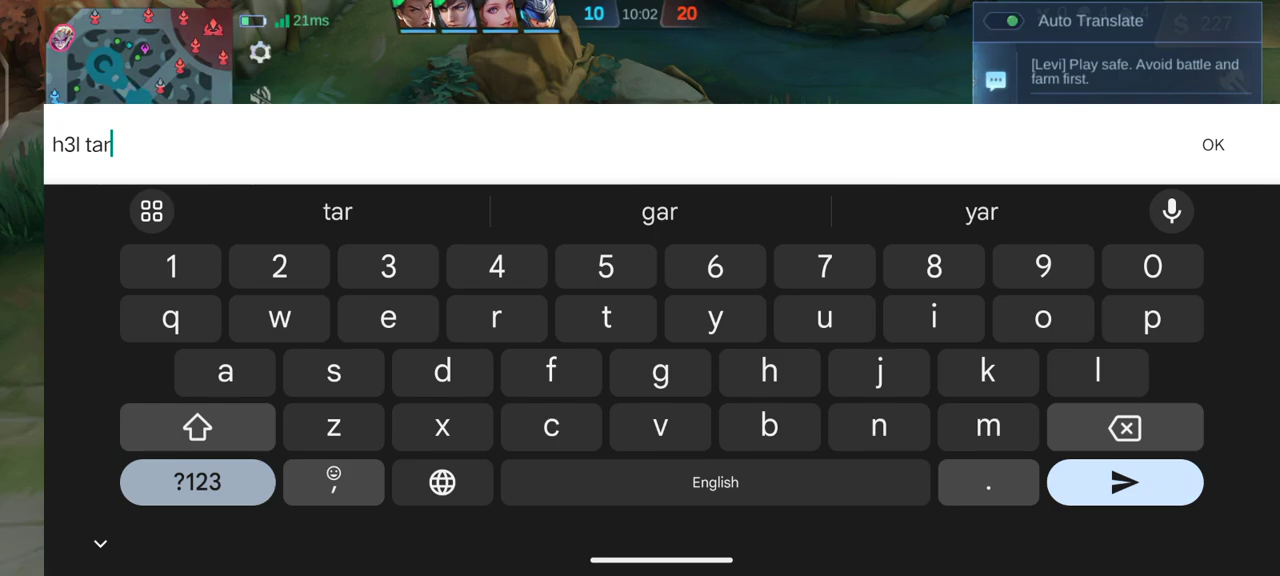 21ms
10 10:02 20
Auto Translate
$ 227
[Levi] Play safe. Avoid battle and
farm first.
h3l tar
OK
tar gar yar
1 2 3 4 5 6 7 8 9 0
q w e r t y u i o p
a s d f g h j k l
z x c v b n m
?123 , English .